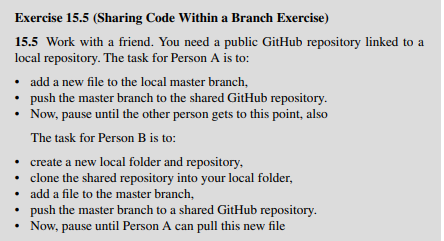 Exercise 15.5 (Sharing Code Within a Branch Exercise)
15.5 Work with a friend. You need a public GitHub repository linked to a
local repository. The task for Person A is to:
• add a new file to the local master branch,
• push the master branch to the shared GitHub repository.
• Now, pause until the other person gets to this point, also
The task for Person B is to:
• create a new local folder and repository,
• clone the shared repository into your local folder,
• add a file to the master branch,
• push the master branch to a shared GitHub repository.
• Now, pause until Person A can pull this new file